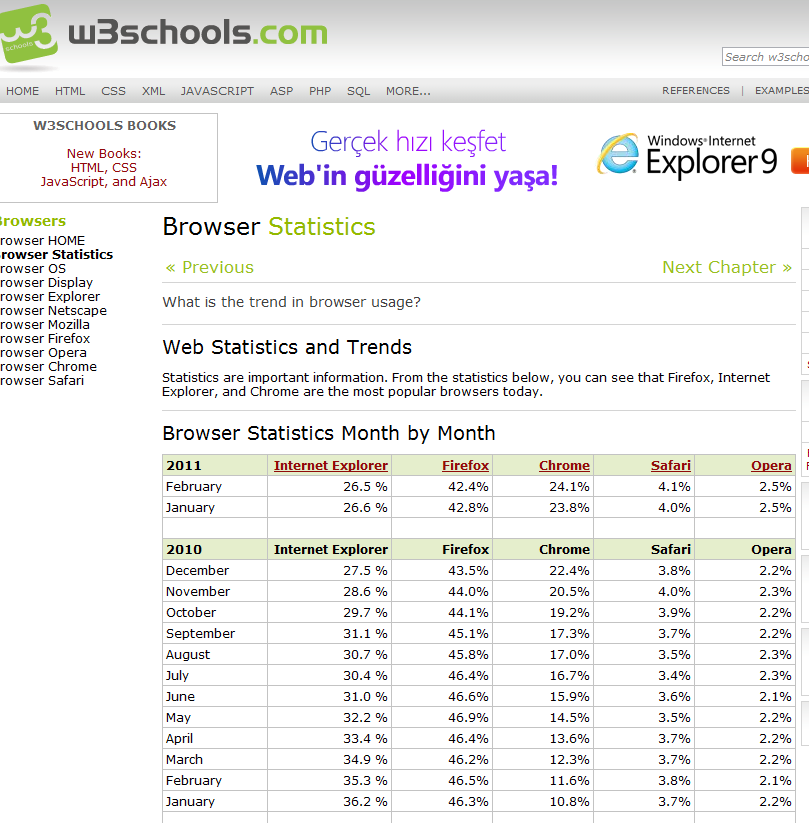 w3schools.com
Search w3scho
HOME HTML CSS XML JAVASCRIPT ASP PHP SQL MORE... REFERENCES | EXAMPLES
W3SCHOOLS BOOKS
New Books:
HTML, CSS
JavaScript, and Ajax
Gerçek hızı keşfet
Web'in güzelliğini yaşa!
Windows Internet
Explorer 9
Browsers
rowser HOME
rowser Statistics
rowser OS
rowser Display
rowser Explorer
rowser Netscape
rowser Mozilla
rowser Firefox
rowser Opera
rowser Chrome
rowser Safari
Browser Statistics
« Previous Next Chapter »
What is the trend in browser usage?
Web Statistics and Trends
Statistics are important information. From the statistics below, you can see that Firefox, Internet
Explorer, and Chrome are the most popular browsers today.
Browser Statistics Month by Month
2011 Internet Explorer Firefox Chrome Safari Opera
February 26.5 % 42.4% 24.1% 4.1% 2.5%
January 26.6 % 42.8% 23.8% 4.0% 2.5%
2010 Internet Explorer Firefox Chrome Safari Opera
December 27.5 % 43.5% 22.4% 3.8% 2.2%
November 28.6 % 44.0% 20.5% 4.0% 2.3%
October 29.7 % 44.1% 19.2% 3.9% 2.2%
September 31.1 % 45.1% 17.3% 3.7% 2.2%
August 30.7 % 45.8% 17.0% 3.5% 2.3%
July 30.4 % 46.4% 16.7% 3.4% 2.3%
June 31.0 % 46.6% 15.9% 3.6% 2.1%
May 32.2 % 46.9% 14.5% 3.5% 2.2%
April 33.4 % 46.4% 13.6% 3.7% 2.2%
March 34.9 % 46.2% 12.3% 3.7% 2.2%
February 35.3 % 46.5% 11.6% 3.8% 2.1%
January 36.2 % 46.3% 10.8% 3.7% 2.2%